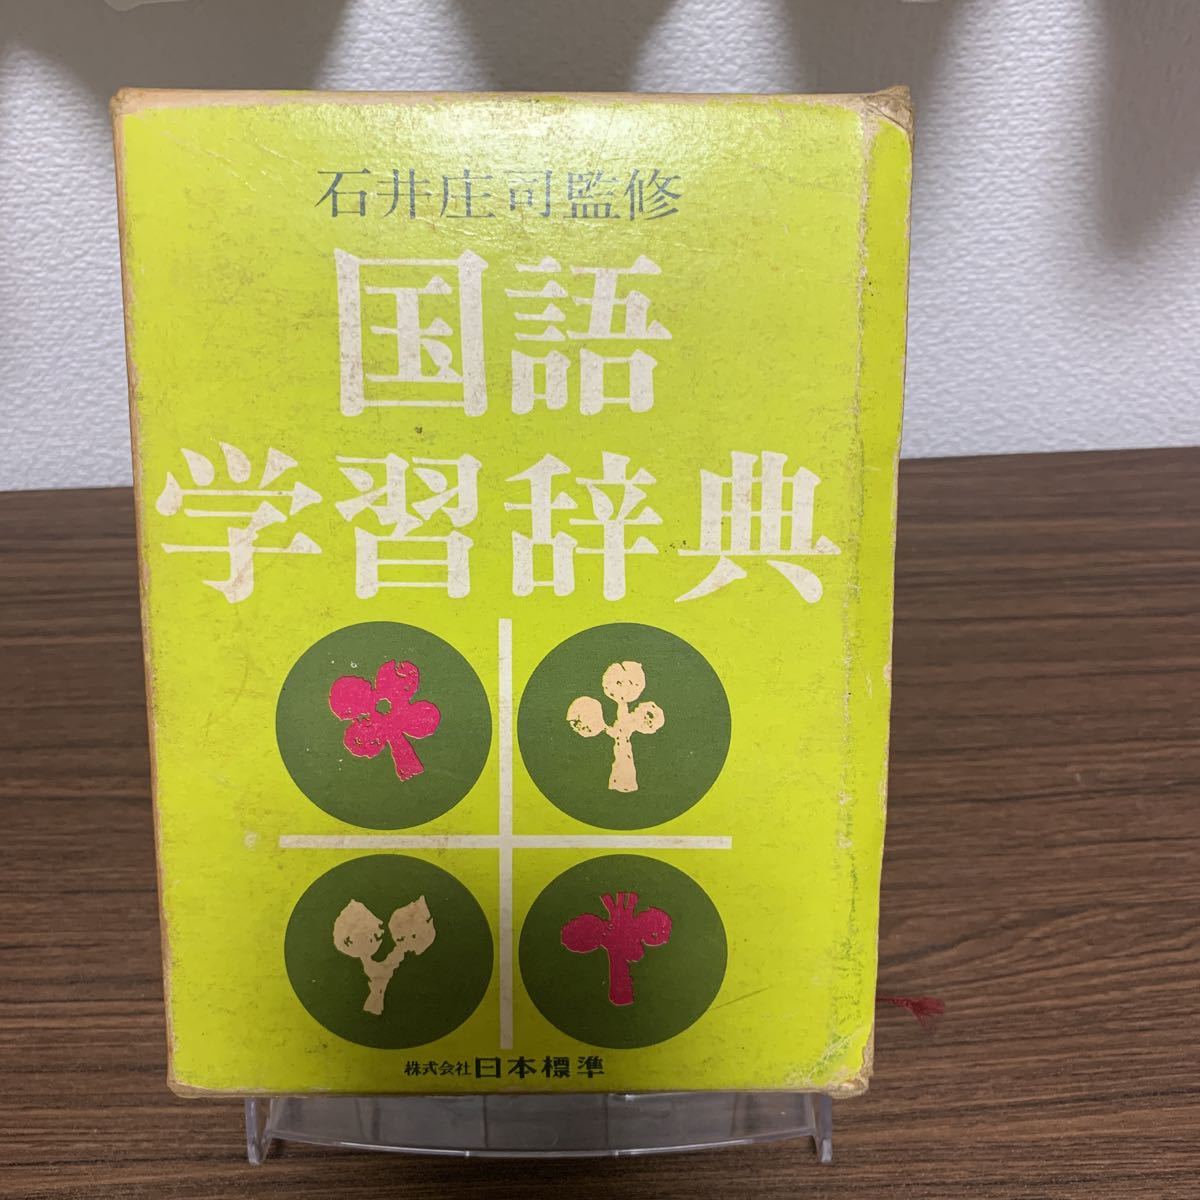 石井庄司監修
国語
学習辞典
株式会社日本標準